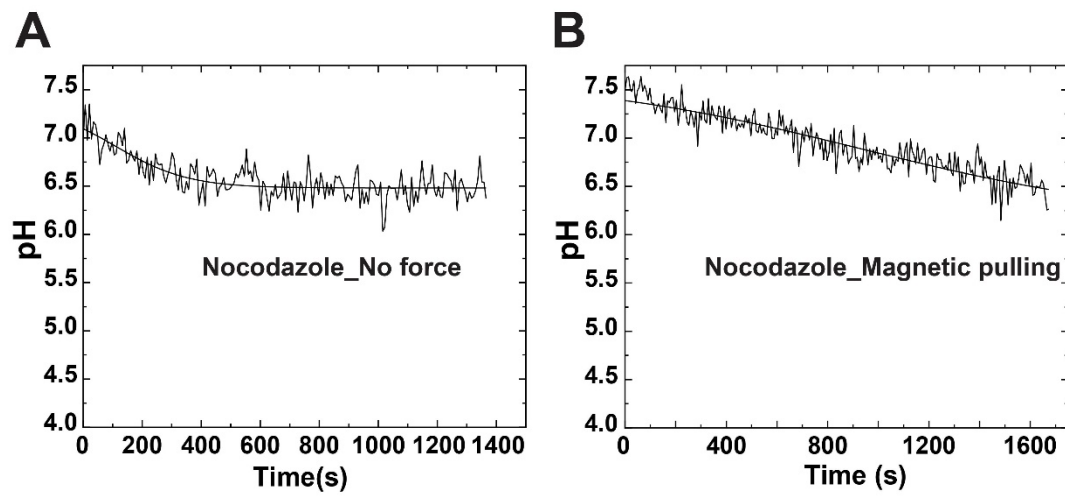 A
B
7.5
7.0
6.5
6.0
5.5
5.0
4.5
4.0
pH
Nocodazole_No force
0 200 400 600 800 1000 1200 1400
Time(s)
7.5
7.0
6.5
6.0
5.5
5.0
4.5
4.0
pH
Nocodazole_Magnetic pulling
0 400 800 1200 1600
Time (s)